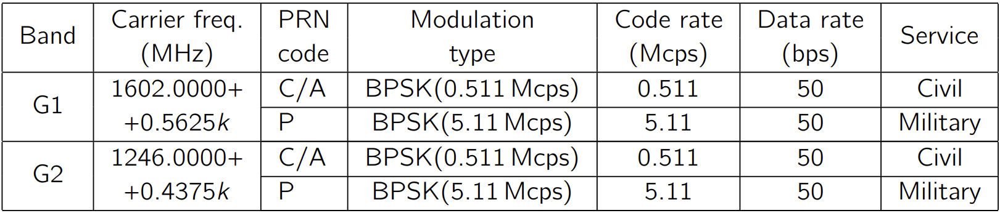 Band Carrier freq. (MHz) PRN code Modulation type Code rate (Mcps) Data rate (bps) Service
G1 1602.0000+ +0.5625k C/A BPSK(0.511 Mcps) 0.511 50 Civil
P BPSK(5.11 Mcps) 5.11 50 Military
G2 1246.0000+ +0.4375k C/A BPSK(0.511 Mcps) 0.511 50 Civil
P BPSK(5.11 Mcps) 5.11 50 Military